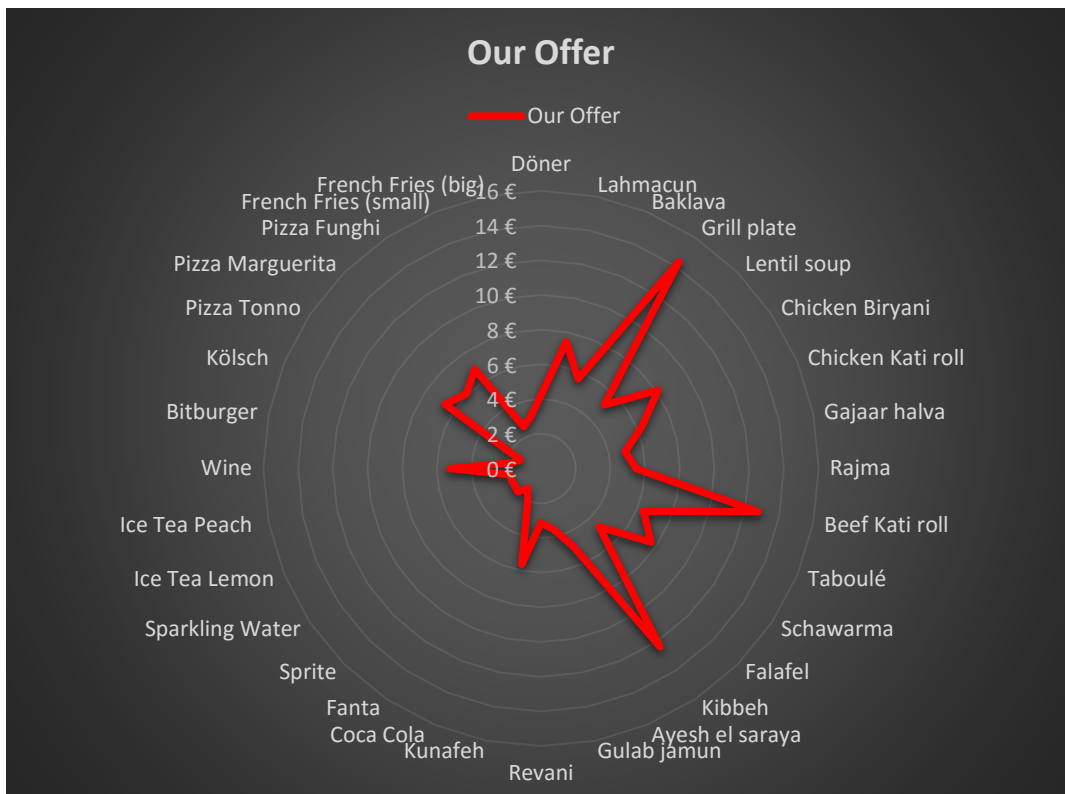 Our Offer
Our Offer
Döner
Lahmacun
Baklava
Grill plate
Lentil soup
Chicken Biryani
Chicken Kati roll
Gajaar halva
Rajma
Beef Kati roll
Taboulé
Schawarma
Falafel
Kibbeh
Ayesh el saraya
Gulab jamun
Revani
Kunafeh
Coca Cola
Fanta
Sprite
Sparkling Water
Ice Tea Lemon
Ice Tea Peach
Wine
Bitburger
Kölsch
Pizza Tonno
Pizza Marguerita
Pizza Funghi
French Fries (small)
French Fries (big)
16 €
14 €
12 €
10 €
8 €
6 €
4 €
2 €
0 €